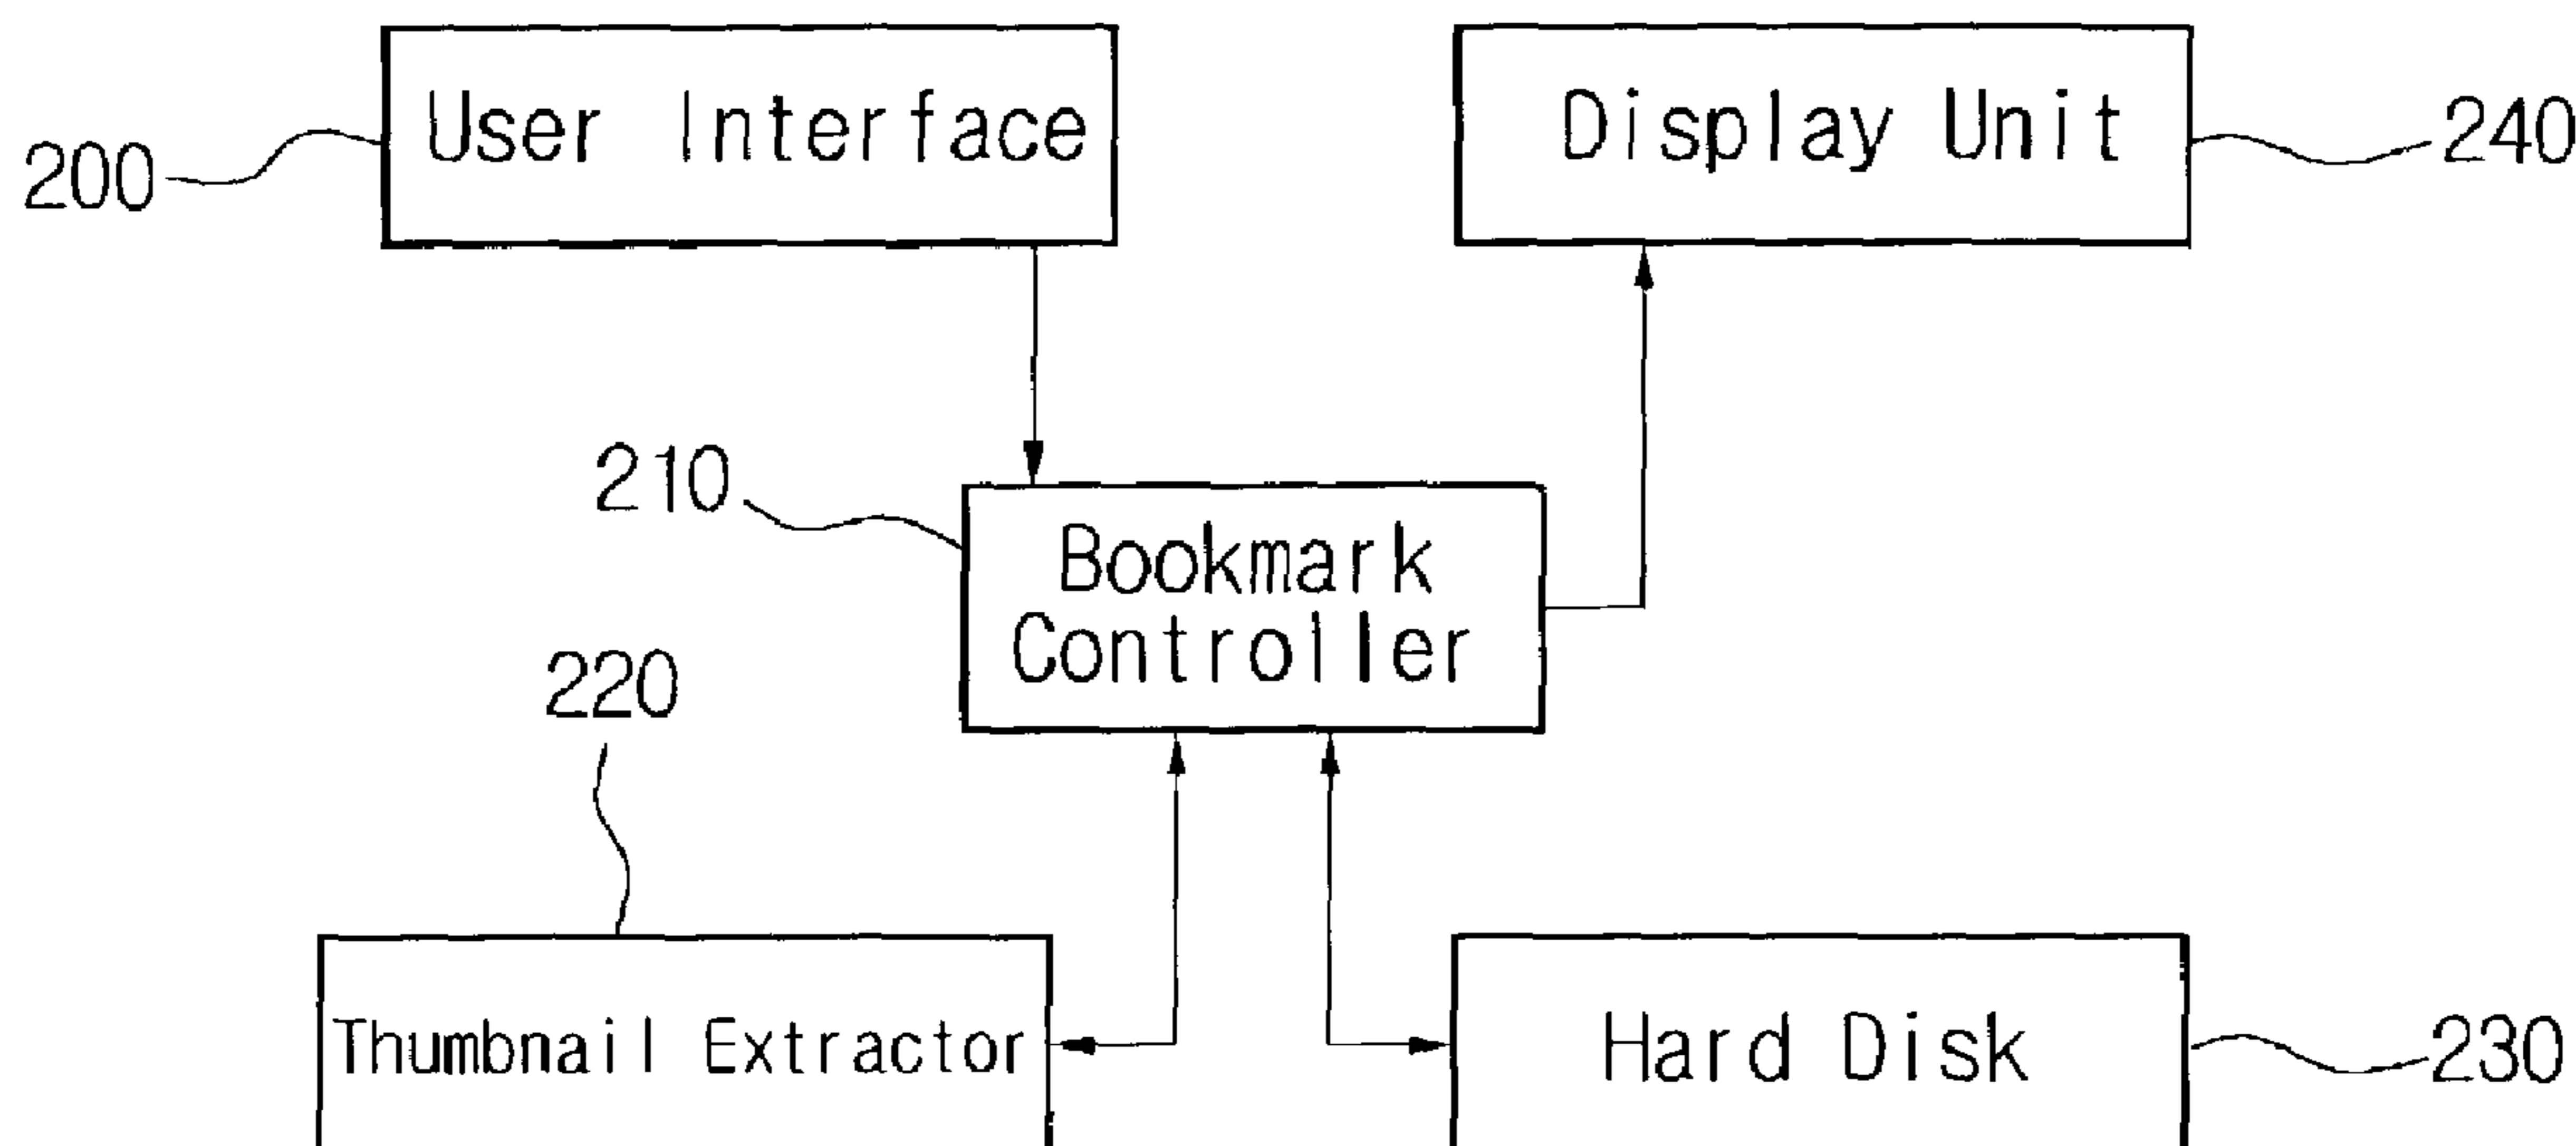 User Interface
Display Unit
200
240
210
Bookmark
Controller
220
Thumbnail Extractor
Hard Disk
230